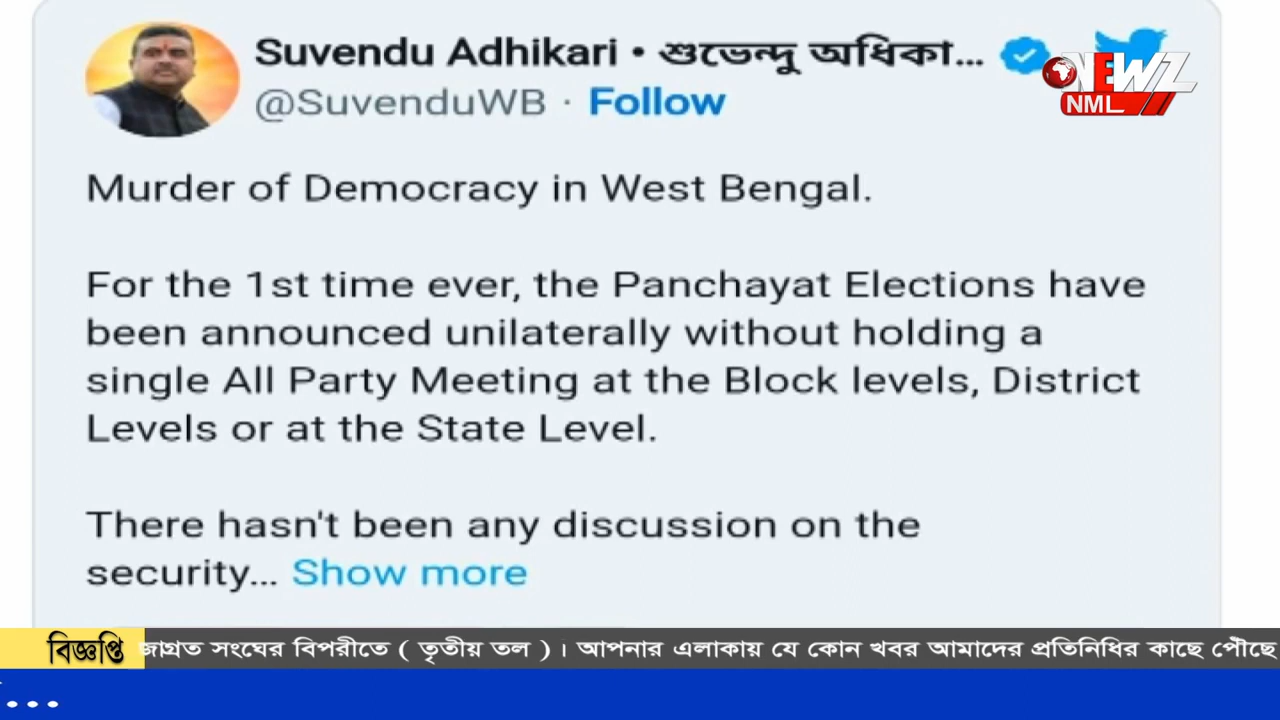 Suvendu Adhikari • শুভেন্দু অধিকা...
@SuvenduWB · Follow
NEWZ
NML
Murder of Democracy in West Bengal.
For the 1st time ever, the Panchayat Elections have
been announced unilaterally without holding a
single All Party Meeting at the Block levels, District
Levels or at the State Level.
There hasn't been any discussion on the
security... Show more
বিজ্ঞপ্তি জাগ্রত সংঘের বিপরীতে ( তৃতীয় তল ) । আপনার এলাকায় যে কোন খবর আমাদের প্রতিনিধির কাছে পৌঁছে
...